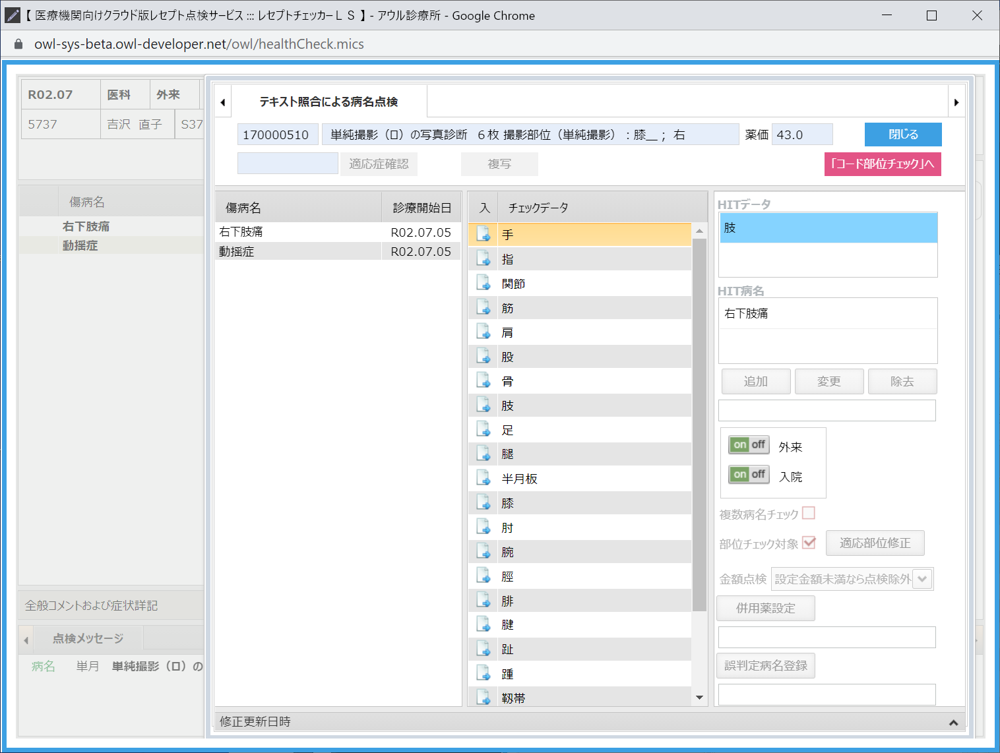 【 医療機関向けクラウド版レセプト点検サービス ::: レセプトチェッカーＬＳ 】 - アウル診療所 - Google Chrome
owl-sys-beta.owl-developer.net/owl/healthCheck.mics
R02.07 医科 外来
5737 吉沢 直子 S37
傷病名
右下肢痛
動揺症
全般コメントおよび症状詳記
点検メッセージ
病名 単月 単純撮影（ロ）の
テキスト照合による病名点検
170000510 単純撮影（ロ）の写真診断 ６枚 撮影部位（単純撮影）：膝__； 右 薬価 43.0 閉じる
適応症確認 複写 「コード部位チェック」へ
傷病名 診療開始日
右下肢痛 R02.07.05
動揺症 R02.07.05
入 チェックデータ
手
指
関節
筋
肩
股
骨
肢
足
腿
半月板
膝
肘
腕
脛
腓
腱
趾
踵
靱帯
HITデータ
肢
HIT病名
右下肢痛
追加 変更 除去
on off 外来
on off 入院
複数病名チェック
部位チェック対象 適応部位修正
金額点検 設定金額未満なら点検除外
併用薬設定
誤判定病名登録
修正更新日時